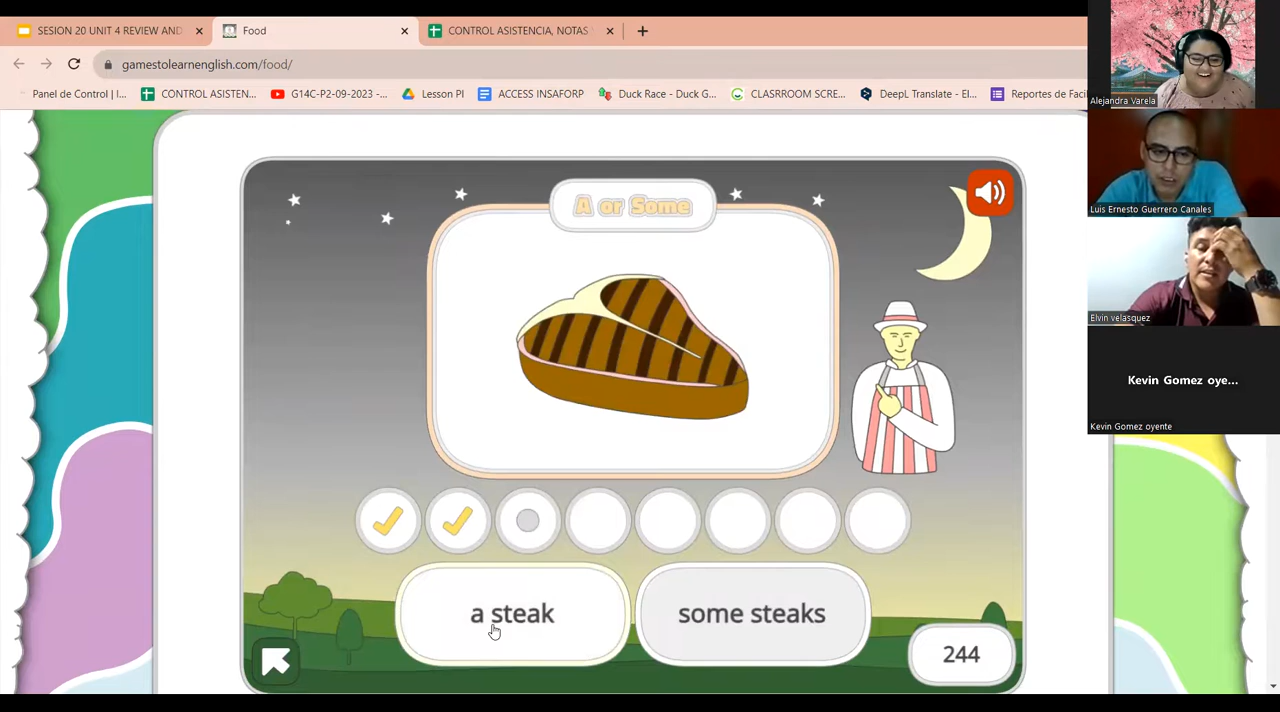 SESION 20 UNIT 4 REVIEW AND
Food
CONTROL ASISTENCIA, NOTAS
gamestolearnenglish.com/food/
Panel de Control | I...
CONTROL ASISTEN...
G14C-P2-09-2023 -...
Lesson Pl
ACCESS INSAFORP
Duck Race - Duck G...
CLASRROOM SCRE...
DeepL Translate - El...
Reportes de Facil
Alejandra Varela
Luis Ernesto Guerrero Canales
Elvin velasquez
Kevin Gomez oye...
Kevin Gomez oyente
A or Some
a steak
some steaks
244